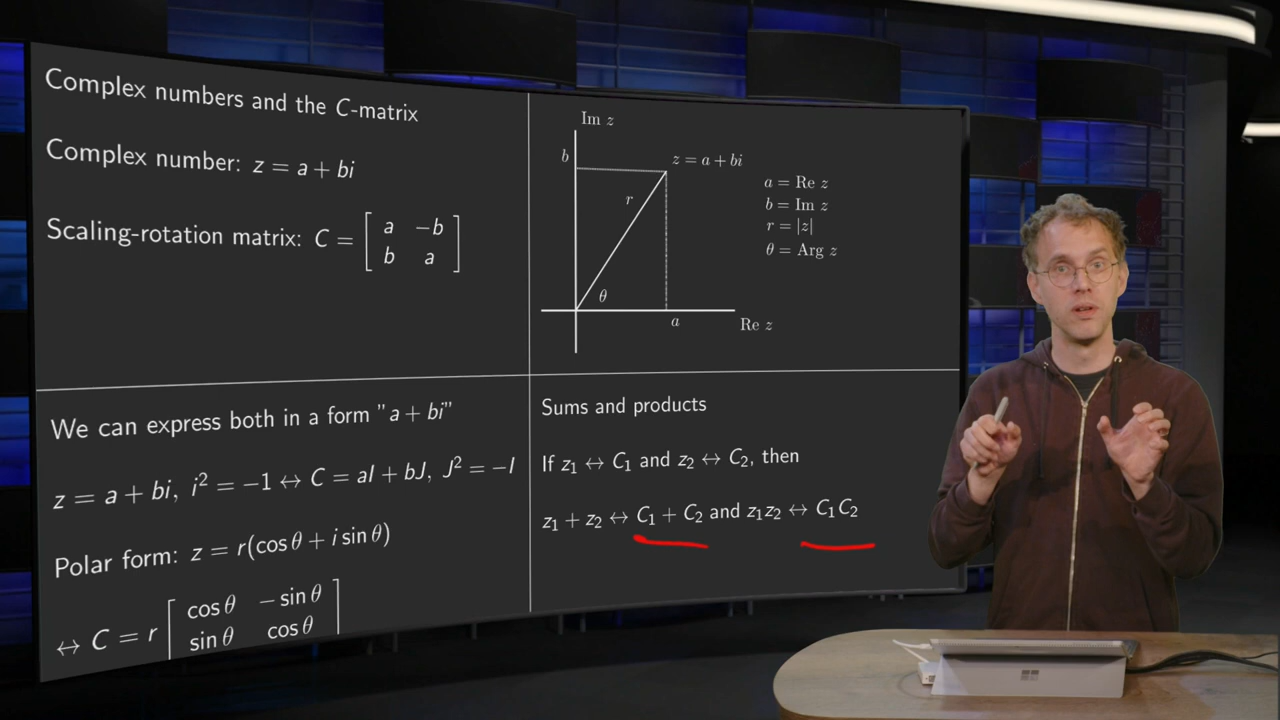 Complex numbers and the C-matrix
Complex number: z = a + bi
Scaling-rotation matrix: C = [ a −b
b a ]
Im z
b
z = a + bi
r
θ
a
Re z
a = Re z
b = Im z
r = |z|
θ = Arg z
We can express both in a form "a + bi"
z = a + bi, i² = −1 ↔ C = aI + bJ, J² = −I
Polar form: z = r(cos θ + i sin θ)
↔ C = r [ cos θ − sin θ
sin θ cos θ ]
Sums and products
If z₁ ↔ C₁ and z₂ ↔ C₂, then
z₁ + z₂ ↔ C₁ + C₂ and z₁z₂ ↔ C₁C₂